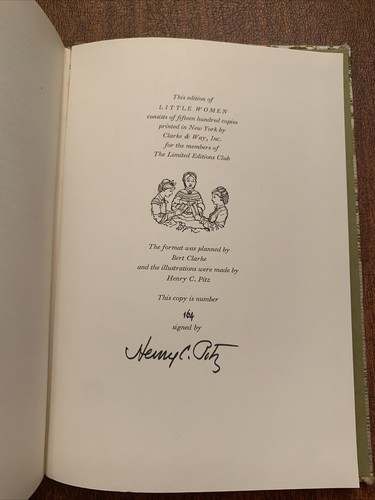 This edition of
LITTLE WOMEN
consists of fifteen hundred copies
printed in New York by
Clarke & Way, Inc.
for the members of
The Limited Editions Club
The format was planned by
Bert Clarke
and the illustrations were made by
Henry C. Pitz
This copy is number
164
signed by
Henry C. Pitz